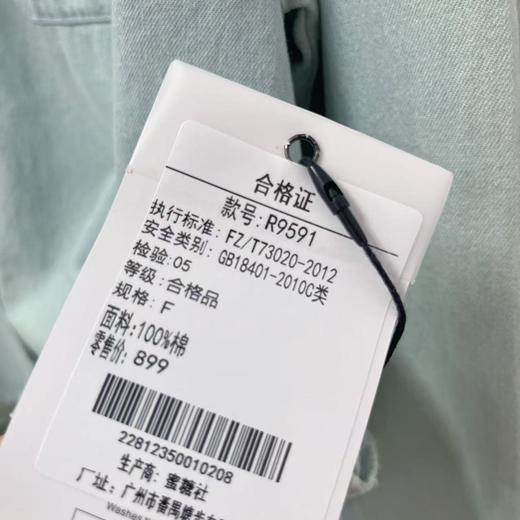 合格证
款号: R9591
执行标准: FZ/T73020-2012
安全类别: GB18401-2010C类
检验: 05
等级: 合格品
规格: F
面料: 100%棉
零售价: 899
22812350010208
生产商: 蜜糖社
厂址: 广州市番禺
Washes